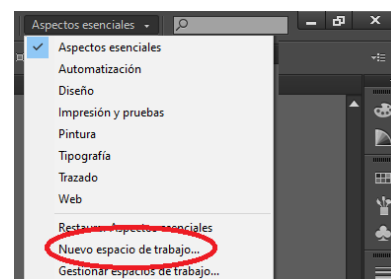 Aspectos esenciales
Aspectos esenciales
Automatización
Diseño
Impresión y pruebas
Pintura
Tipografía
Trazado
Web
Restaurar Aspectos esenciales
Nuevo espacio de trabajo...
Gestionar espacios de trabajo...